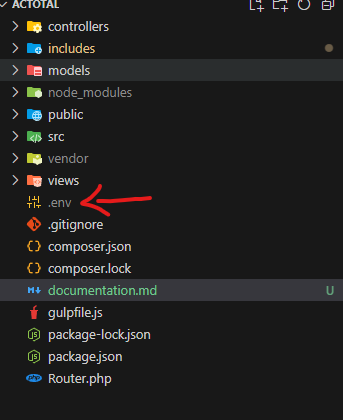 ACTOTAL
controllers
includes
models
node_modules
public
src
vendor
views
.env
.gitignore
composer.json
composer.lock
documentation.md U
gulpfile.js
package-lock.json
package.json
Router.php